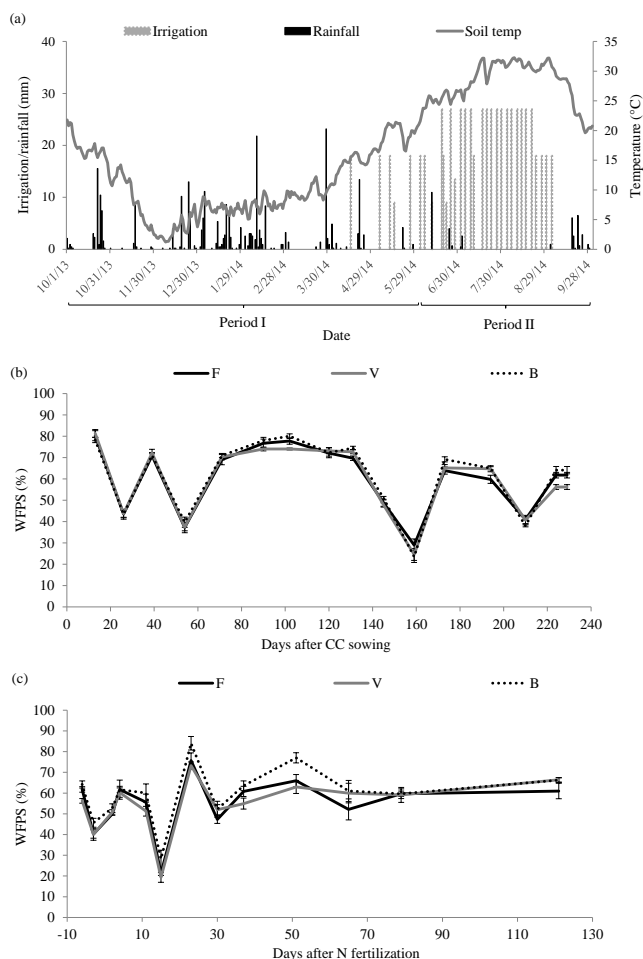 (a)
Irrigation Rainfall Soil temp
Irrigation/rainfall (mm)
40
30
20
10
0
35
30
25
20
15
10
5
0
Temperature (°C)
10/1/13 10/31/13 11/30/13 12/30/13 1/29/14 2/28/14 3/30/14 4/29/14 5/29/14 6/30/14 7/30/14 8/29/14 9/28/14
Period I Period II
Date
(b)
F V B
WFPS (%)
100
90
80
70
60
50
40
30
20
10
0
0 20 40 60 80 100 120 140 160 180 200 220 240
Days after CC sowing
(c)
F V B
WFPS (%)
100
90
80
70
60
50
40
30
20
10
0
-10 10 30 50 70 90 110 130
Days after N fertilization